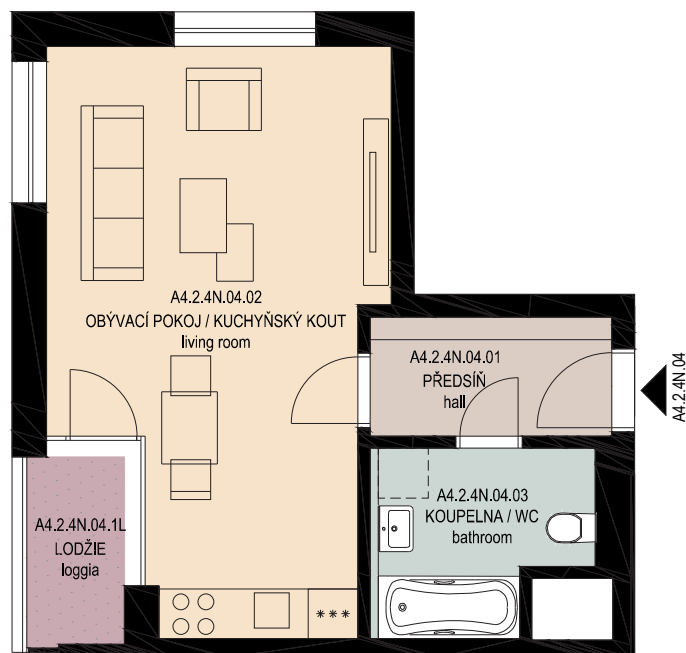 A4.2.4N.04.02
OBÝVACÍ POKOJ / KUCHYŇSKÝ KOUT
living room
A4.2.4N.04.01
PŘEDSÍŇ
hall
A4.2.4N.04
A4.2.4N.04.03
KOUPELNA / WC
bathroom
A4.2.4N.04.1L
LODŽIE
loggia
***